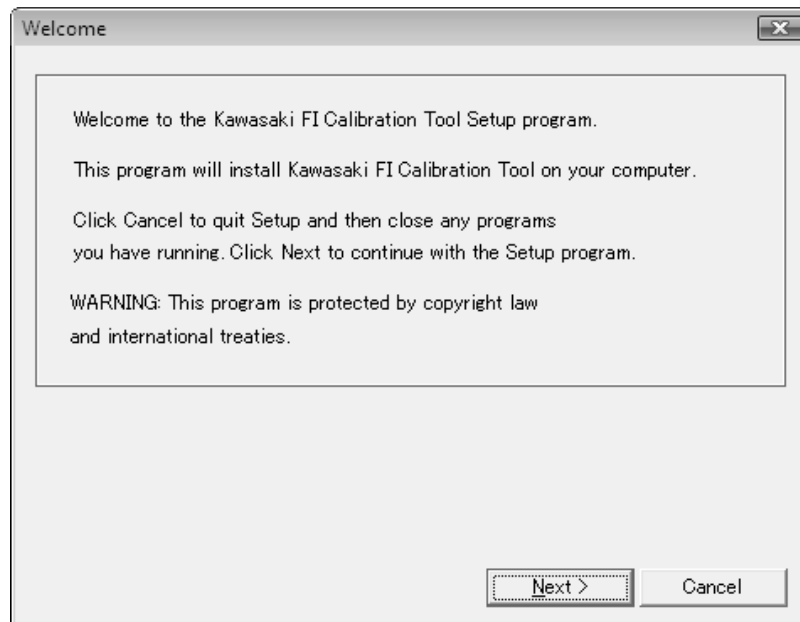 Welcome
Welcome to the Kawasaki FI Calibration Tool Setup program.
This program will install Kawasaki FI Calibration Tool on your computer.
Click Cancel to quit Setup and then close any programs
you have running. Click Next to continue with the Setup program.
WARNING: This program is protected by copyright law
and international treaties.
Next >
Cancel